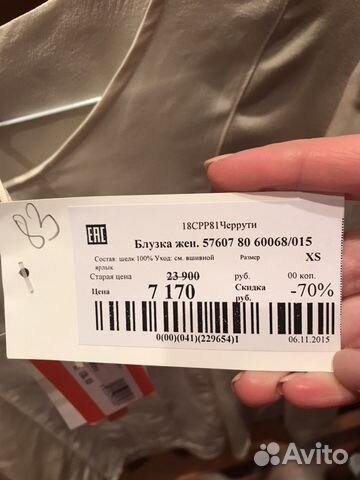 83
18CPP81Черрути
EAC
Блузка жен. 57607 80 60068/015
Состав: шелк 100% Уход: см. вшивной ярлык Размер XS
Старая цена 23 900 руб. 00 коп.
Цена 7 170 Скидка руб. -70%
0(00)(041)(229654)1
06.11.2015
Avito